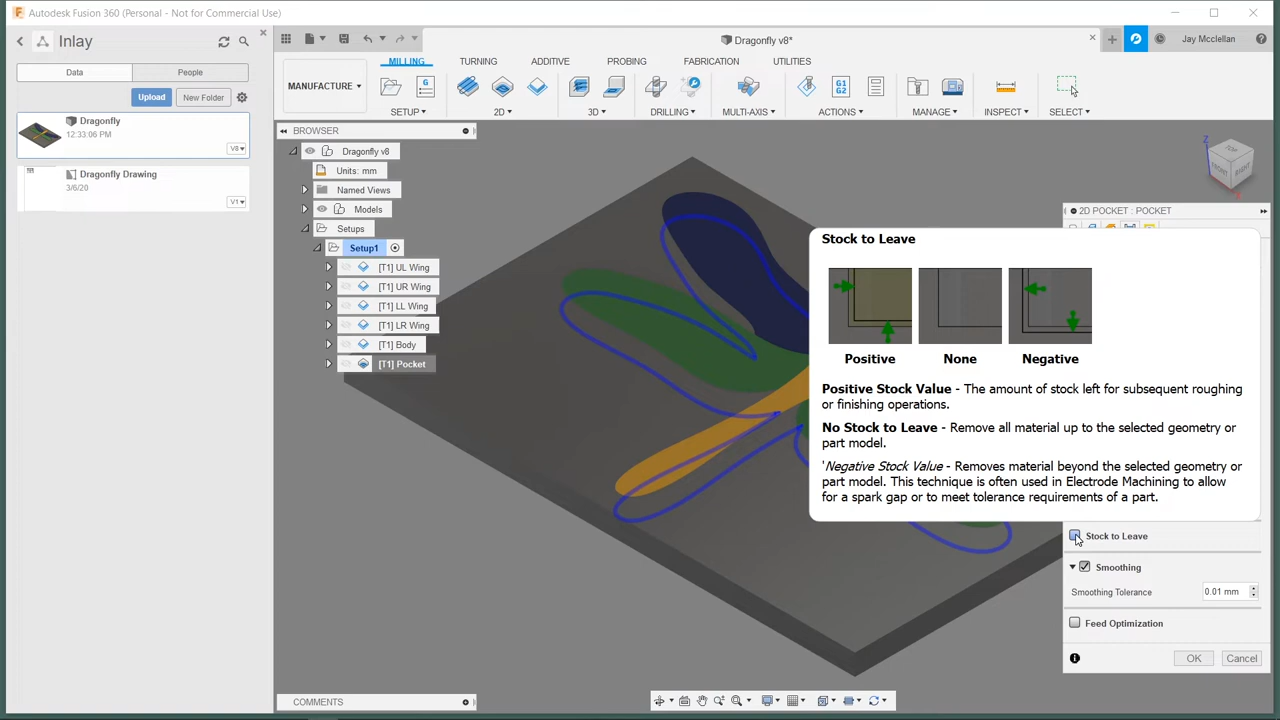 Autodesk Fusion 360 (Personal - Not for Commercial Use)
Inlay
Data
People
Upload
New Folder
Dragonfly
12:33:06 PM
V8
Dragonfly Drawing
3/6/20
V1
Dragonfly v8*
Jay Mcclellan
MANUFACTURE
MILLING
TURNING
ADDITIVE
PROBING
FABRICATION
UTILITIES
G
G1
G2
SETUP
2D
3D
DRILLING
MULTI-AXIS
ACTIONS
MANAGE
INSPECT
SELECT
BROWSER
Dragonfly v8
Units: mm
Named Views
Models
Setups
Setup1
[T1] UL Wing
[T1] UR Wing
[T1] LL Wing
[T1] LR Wing
[T1] Body
[T1] Pocket
Z
TOP
FRONT
RIGHT
2D POCKET : POCKET
Stock to Leave
Positive
None
Negative
Positive Stock Value - The amount of stock left for subsequent roughing
or finishing operations.
No Stock to Leave - Remove all material up to the selected geometry or
part model.
'Negative Stock Value - Removes material beyond the selected geometry or
part model. This technique is often used in Electrode Machining to allow
for a spark gap or to meet tolerance requirements of a part.
Stock to Leave
Smoothing
Smoothing Tolerance
0.01 mm
Feed Optimization
OK
Cancel
COMMENTS